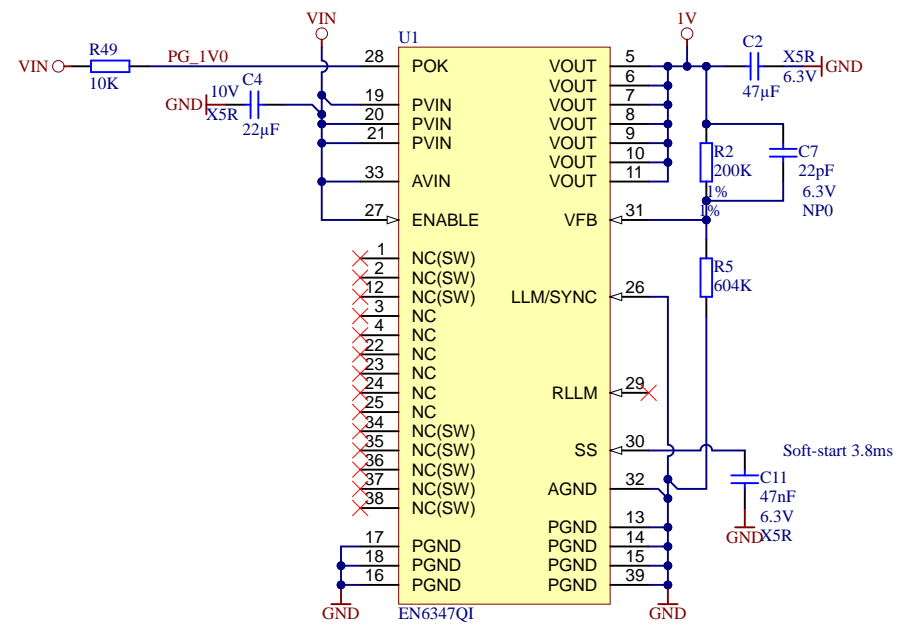 VIN
1V
R49
PG_1V0
28
U1
POK
VOUT
5
C2
X5R
GND
VIN
10K
6.3V
47µF
VOUT
6
C4
10V
GND
X5R
22µF
19
PVIN
VOUT
7
20
PVIN
VOUT
8
21
PVIN
VOUT
9
VOUT
10
33
AVIN
VOUT
11
R2
200K
1%
C7
22pF
6.3V
NP0
27
ENABLE
VFB
31
1%
1
NC(SW)
2
NC(SW)
R5
604K
12
NC(SW)
LLM/SYNC
26
3
NC
4
NC
22
NC
23
NC
24
NC
RLLM
29
25
NC
34
NC(SW)
35
NC(SW)
SS
30
Soft-start 3.8ms
36
NC(SW)
C11
47nF
6.3V
X5R
GND
37
NC(SW)
AGND
32
38
NC(SW)
PGND
13
17
PGND
PGND
14
18
PGND
PGND
15
16
PGND
PGND
39
GND
EN6347QI
GND